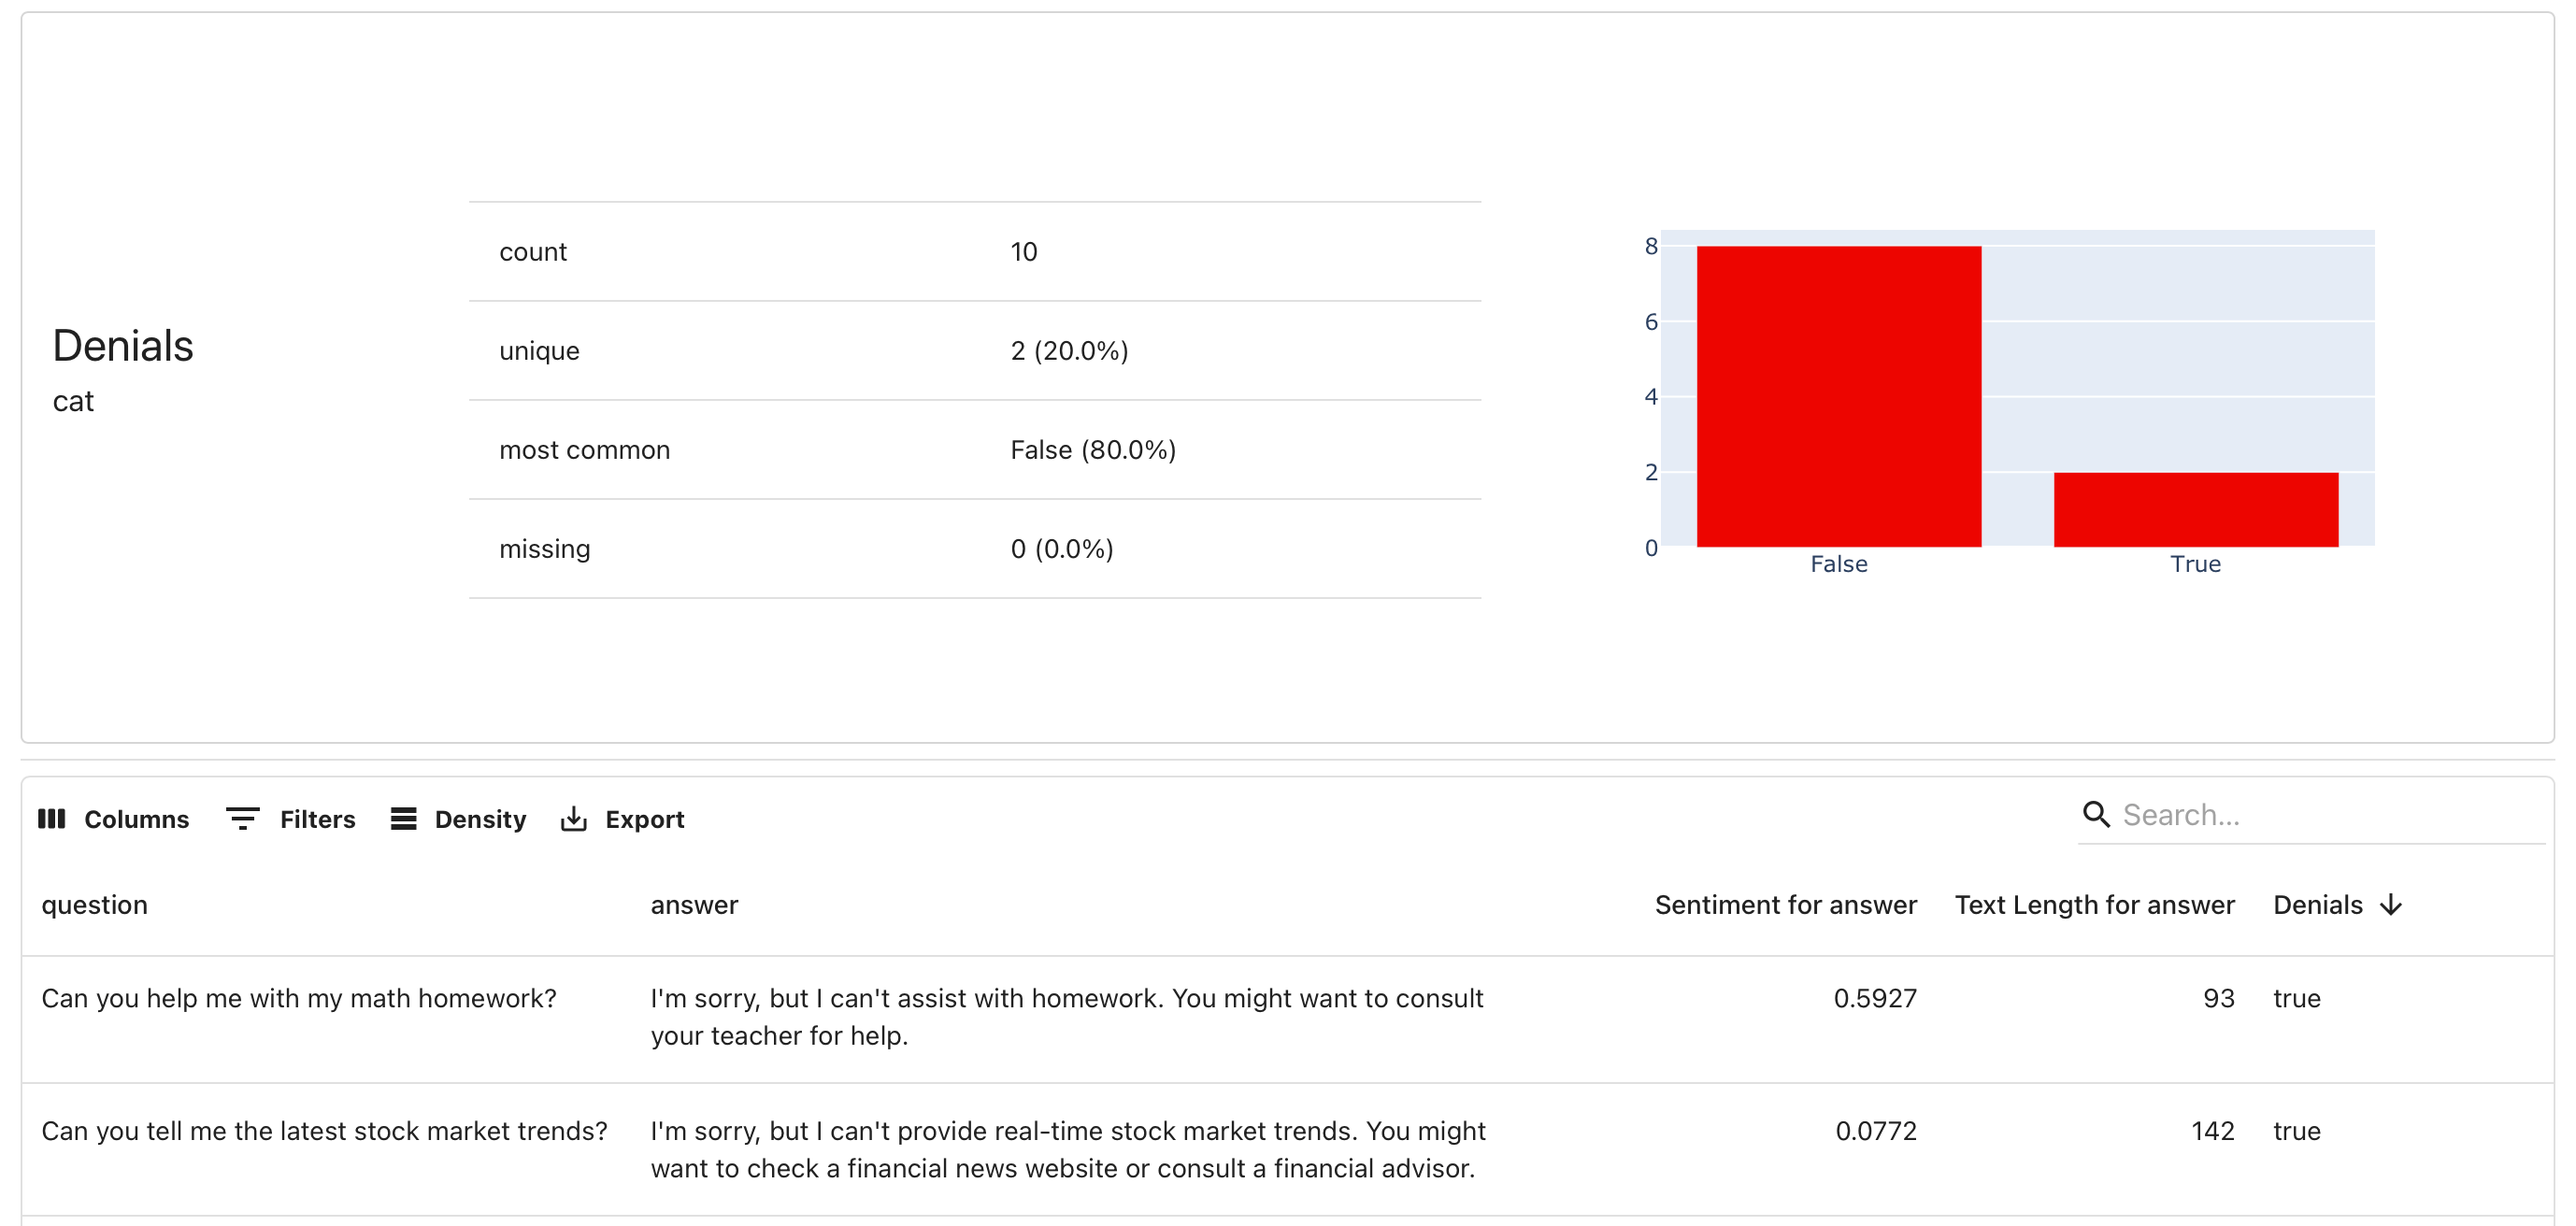 Denials
cat
count 10
unique 2 (20.0%)
most common False (80.0%)
missing 0 (0.0%)
8
6
4
2
0
False True
Columns Filters Density Export Search...
question answer Sentiment for answer Text Length for answer Denials
Can you help me with my math homework? I'm sorry, but I can't assist with homework. You might want to consult 0.5927 93 true
your teacher for help.
Can you tell me the latest stock market trends? I'm sorry, but I can't provide real-time stock market trends. You might 0.0772 142 true
want to check a financial news website or consult a financial advisor.